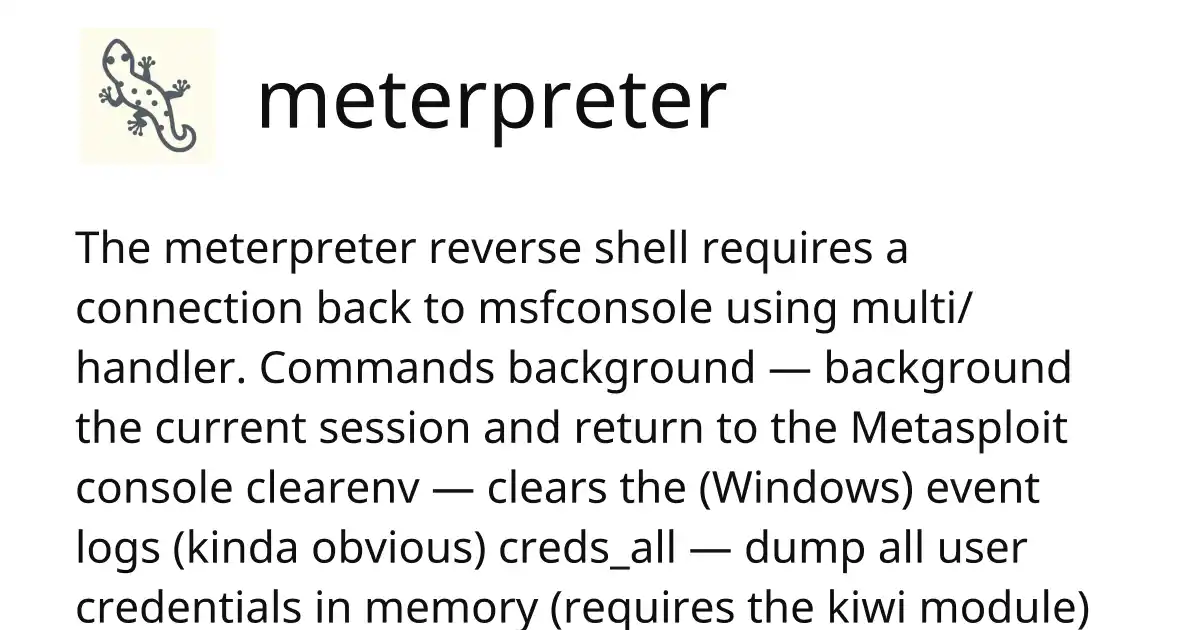 meterpreter
The meterpreter reverse shell requires a
connection back to msfconsole using multi/
handler. Commands background — background
the current session and return to the Metasploit
console clearenv — clears the (Windows) event
logs (kinda obvious) creds_all — dump all user
credentials in memory (requires the kiwi module)